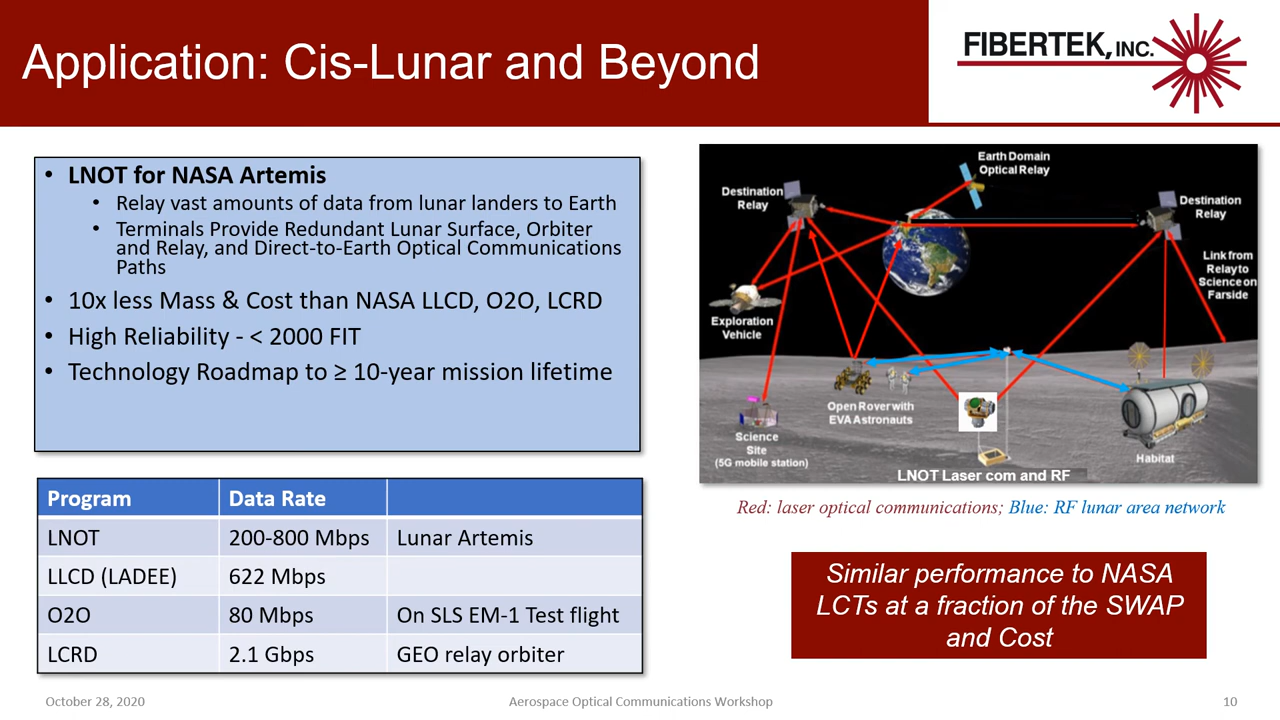 Application: Cis-Lunar and Beyond
FIBERTEK, INC.
• LNOT for NASA Artemis
• Relay vast amounts of data from lunar landers to Earth
• Terminals Provide Redundant Lunar Surface, Orbiter
and Relay, and Direct-to-Earth Optical Communications
Paths
• 10x less Mass & Cost than NASA LLCD, O2O, LCRD
• High Reliability - < 2000 FIT
• Technology Roadmap to ≥ 10-year mission lifetime
Program Data Rate
LNOT 200-800 Mbps Lunar Artemis
LLCD (LADEE) 622 Mbps
O2O 80 Mbps On SLS EM-1 Test flight
LCRD 2.1 Gbps GEO relay orbiter
Earth Domain
Optical Relay
Destination
Relay
Destination
Relay
Link from
Relay to
Science on
Farside
Exploration
Vehicle
Open Rover with
EVA Astronauts
Science
Site
(5G mobile station)
LNOT Laser com and RF
Habitat
Red: laser optical communications; Blue: RF lunar area network
Similar performance to NASA
LCTs at a fraction of the SWAP
and Cost
October 28, 2020
Aerospace Optical Communications Workshop
10